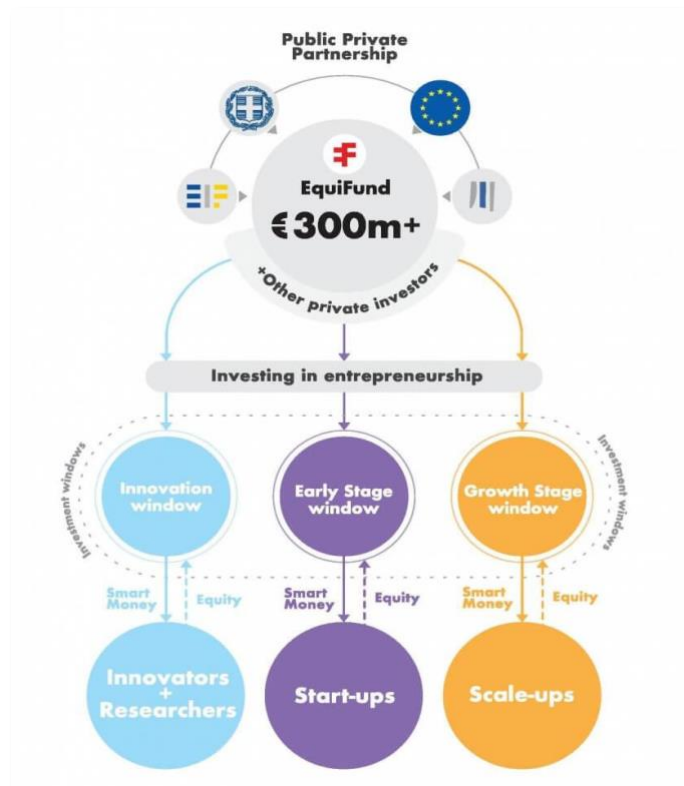 Public Private
Partnership
EIF
EquiFund
€300m+
+Other private investors
Investing in entrepreneurship
Investment windows
Investment windows
Innovation
window
Early Stage
window
Growth Stage
window
Smart
Money
Equity
Smart
Money
Equity
Smart
Money
Equity
Innovators
+
Researchers
Start-ups
Scale-ups